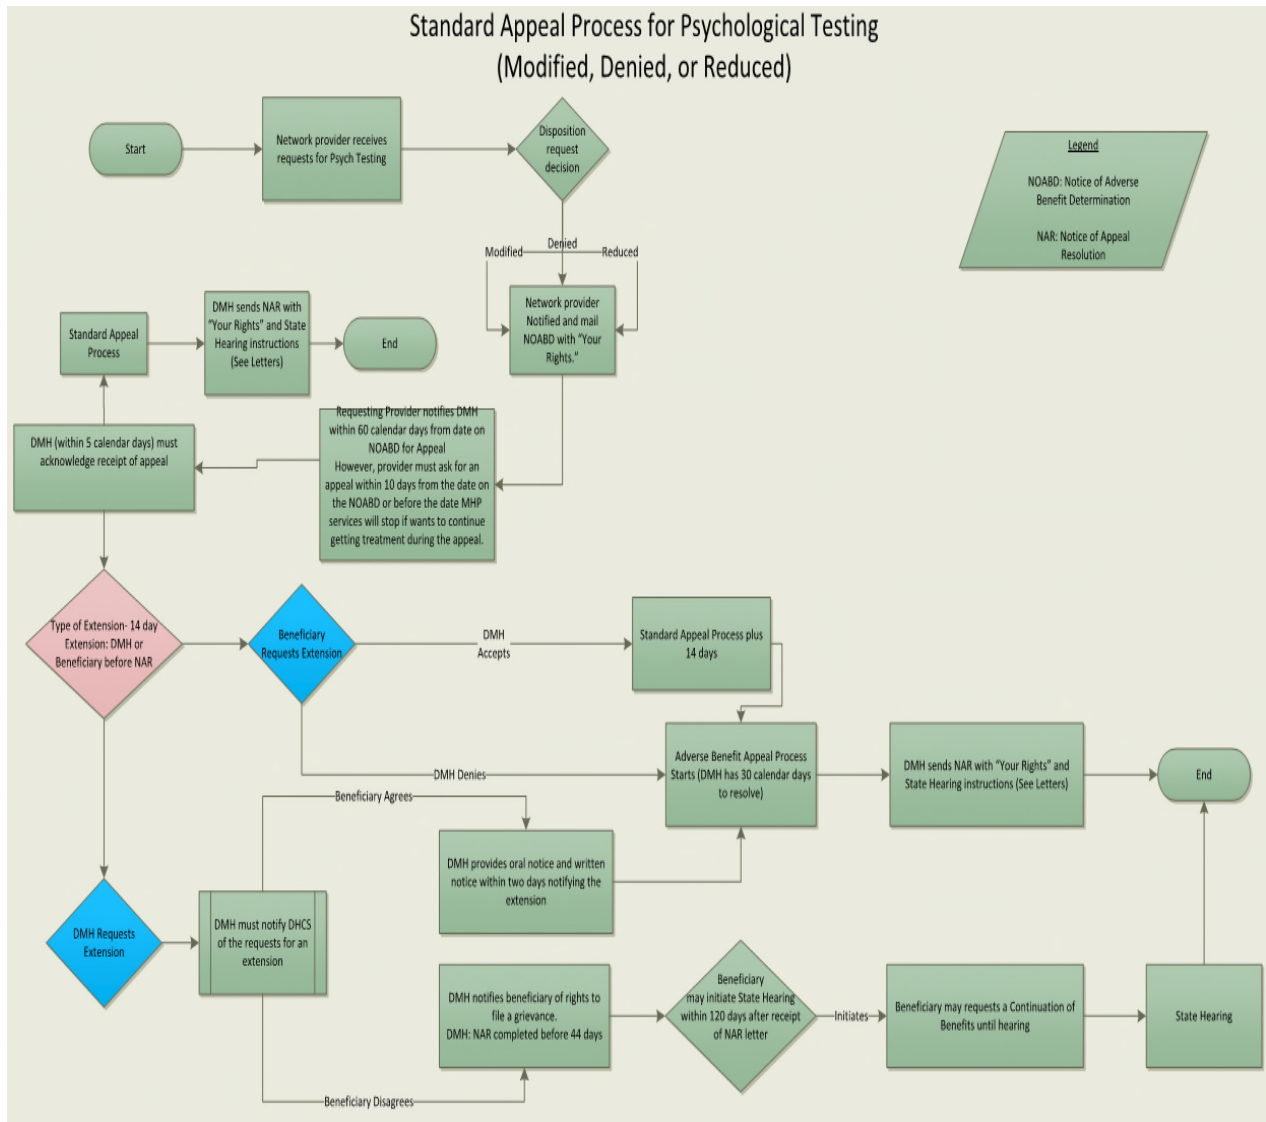 Standard Appeal Process for Psychological Testing
(Modified, Denied, or Reduced)
Start
Network provider receives
requests for Psych Testing
Disposition
request
decision
Legend
NOABD: Notice of Adverse
Benefit Determination
NAR: Notice of Appeal
Resolution
Modified
Denied
Reduced
Network provider
Notified and mail
NOABD with “Your
Rights.”
Standard Appeal
Process
DMH sends NAR with
“Your Rights” and State
Hearing instructions
(See Letters)
End
Requesting Provider notifies DMH
within 60 calendar days from date on
NOABD for Appeal
However, provider must ask for an
appeal within 10 days from the date on
the NOABD or before the date MHP
services will stop if wants to continue
getting treatment during the appeal.
DMH (within 5 calendar days) must
acknowledge receipt of appeal
Type of Extension- 14 day
Extension: DMH or
Beneficiary before NAR
Beneficiary
Requests Extension
DMH
Accepts
Standard Appeal Process plus
14 days
DMH Denies
Adverse Benefit Appeal Process
Starts (DMH has 30 calendar days
to resolve)
DMH sends NAR with “Your Rights” and
State Hearing instructions (See Letters)
End
Beneficiary Agrees
DMH provides oral notice and written
notice within two days notifying the
extension
DMH Requests
Extension
DMH must notify DHCS
of the requests for an
extension
DMH notifies beneficiary of rights to
file a grievance.
DMH: NAR completed before 44 days
Beneficiary
may initiate State Hearing
within 120 days after receipt
of NAR letter
Initiates
Beneficiary may requests a Continuation of
Benefits until hearing
State Hearing
Beneficiary Disagrees